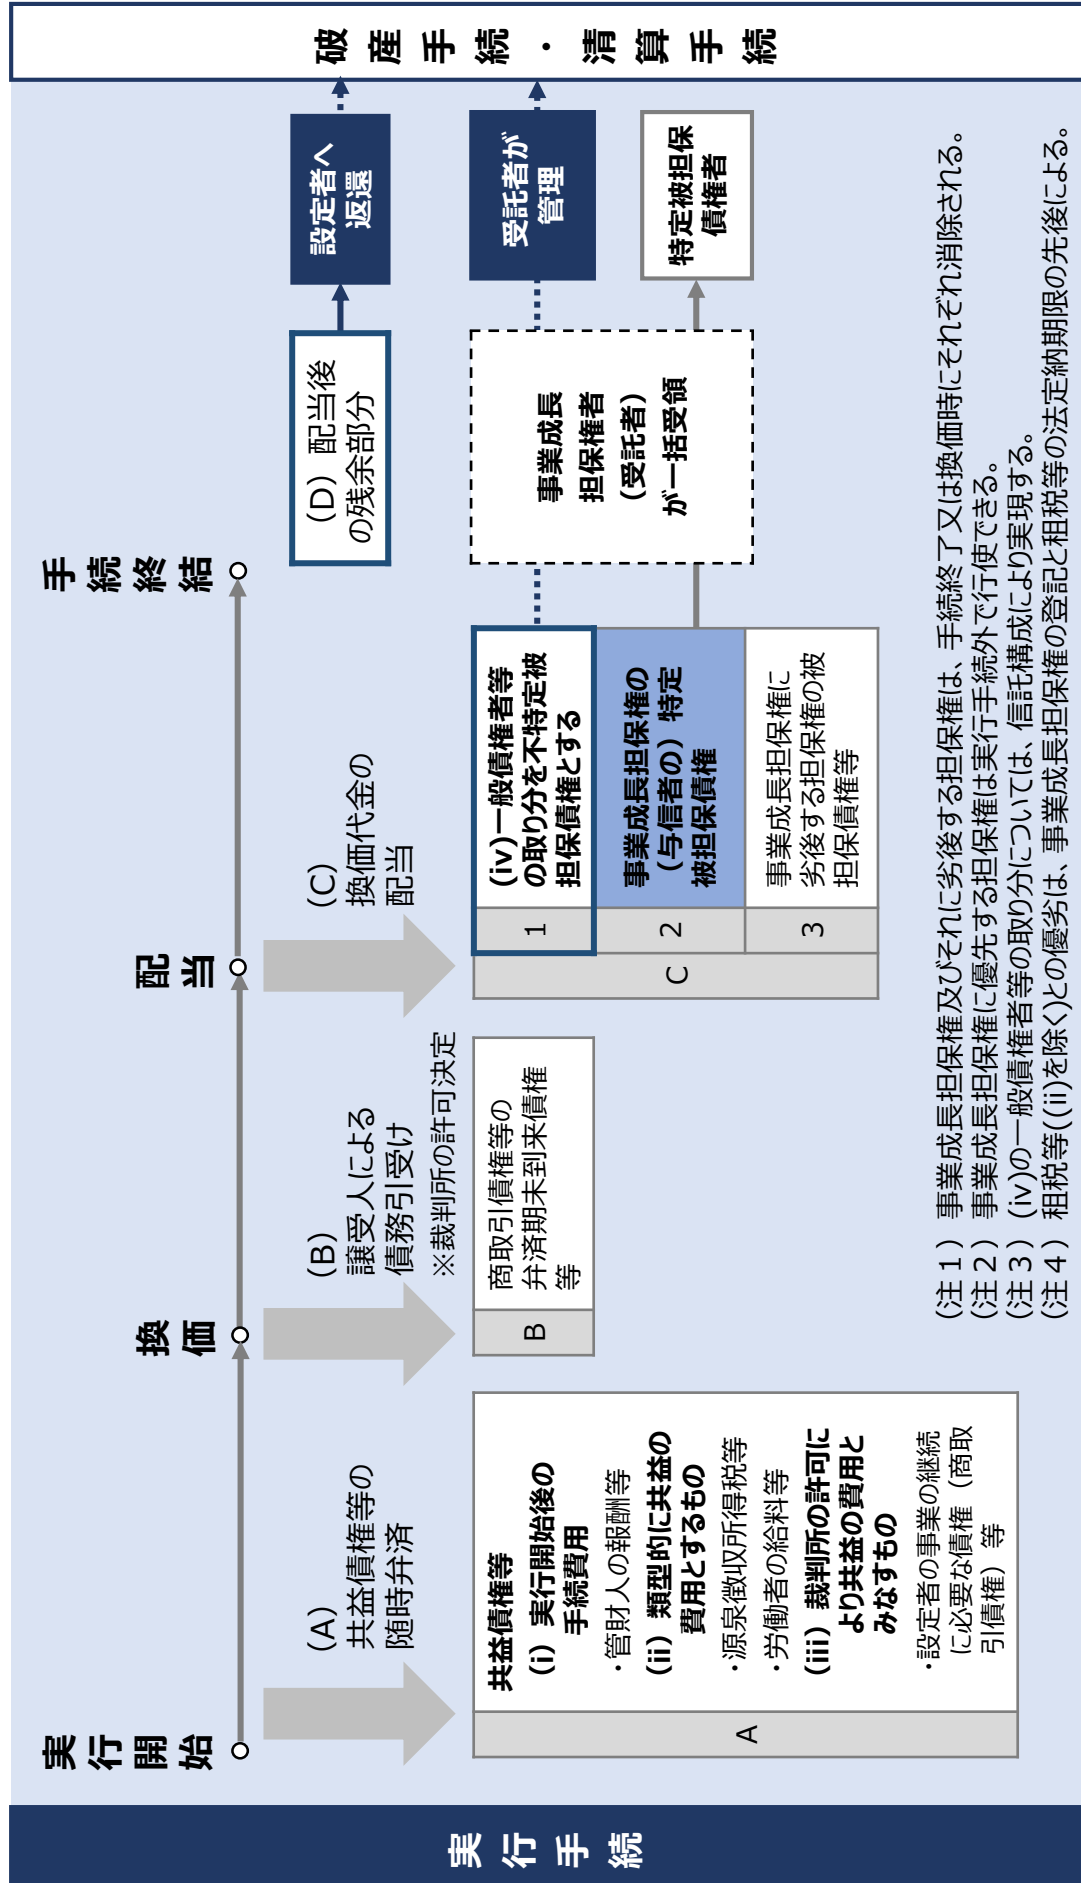 実行手続
実行開始
換価
配当
手続終結
(A)
共益債権等の
随時弁済
(B)
譲受人による
債務引受け
※裁判所の許可決定
(C)
換価代金の
配当
A
共益債権等
(i) 実行開始後の
手続費用
・管財人の報酬等
(ii) 類型的に共益の
費用とするもの
・源泉徴収所得税等
・労働者の給料等
(iii) 裁判所の許可に
より共益の費用と
みなすもの
・設定者の事業の継続
に必要な債権（商取
引債権）等
B
商取引債権等の
弁済期未到来債権
等
C
1
(iv)一般債権者等
の取り分を不特定被
担保債権とする
2
事業成長担保権の
（与信者の）特定
被担保債権
3
事業成長担保権に
劣後する担保権の被
担保債権等
(D) 配当後
の残余部分
事業成長
担保権者
（受託者）
が一括受領
設定者へ
返還
受託者が
管理
特定被担保
債権者
破産手続・清算手続
(注１) 事業成長担保権及びそれに劣後する担保権は、手続終了又は換価時にそれぞれ消除される。
(注２) 事業成長担保権に優先する担保権は実行手続外で行使できる。
(注３) (iv)の一般債権者等の取り分については、信託構成により実現する。
(注４) 租税等((ii)を除く)との優劣は、事業成長担保権の登記と租税等の法定納期限の先後による。